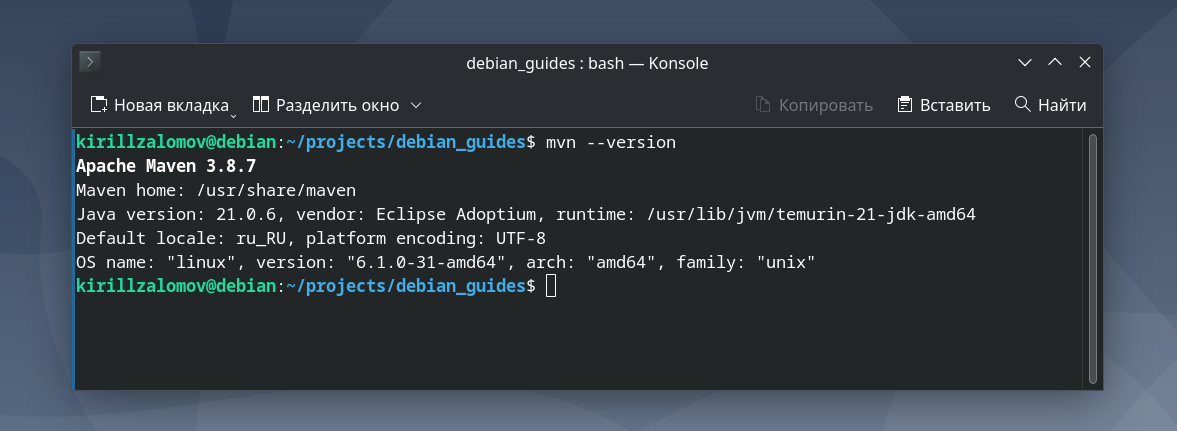 debian_guides : bash — Konsole
Новая вкладка Разделить окно Копировать Вставить Найти
kirillzalomov@debian:~/projects/debian_guides$ mvn --version
Apache Maven 3.8.7
Maven home: /usr/share/maven
Java version: 21.0.6, vendor: Eclipse Adoptium, runtime: /usr/lib/jvm/temurin-21-jdk-amd64
Default locale: ru_RU, platform encoding: UTF-8
OS name: "linux", version: "6.1.0-31-amd64", arch: "amd64", family: "unix"
kirillzalomov@debian:~/projects/debian_guides$